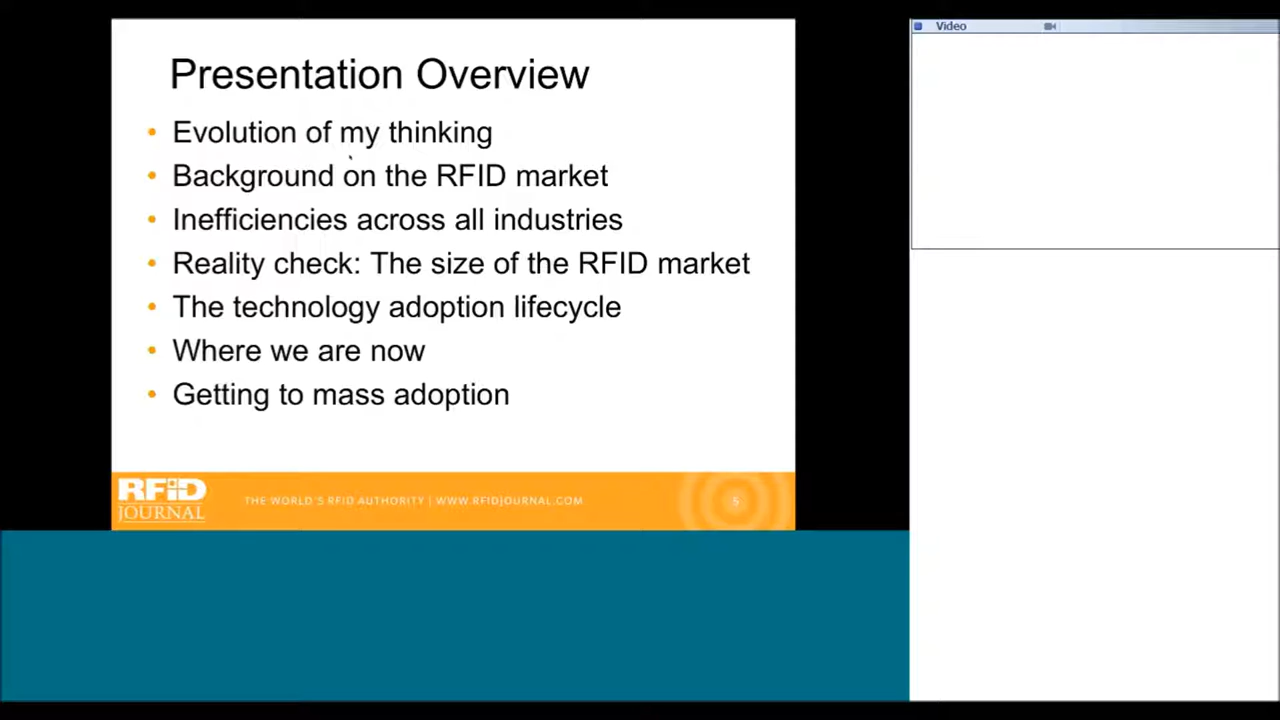 Video
Presentation Overview
• Evolution of my thinking
• Background on the RFID market
• Inefficiencies across all industries
• Reality check: The size of the RFID market
• The technology adoption lifecycle
• Where we are now
• Getting to mass adoption
RFID
JOURNAL
THE WORLD'S RFID AUTHORITY | WWW.RFIDJOURNAL.COM
5